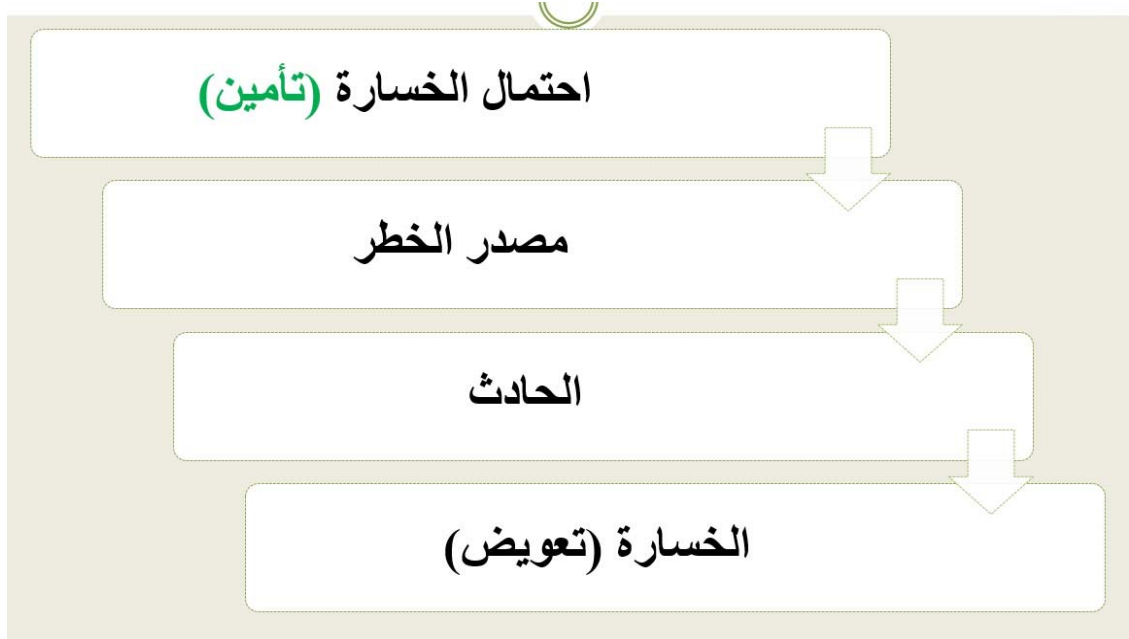 احتمال الخسارة (تأمين)
مصدر الخطر
الحادث
الخسارة (تعويض)